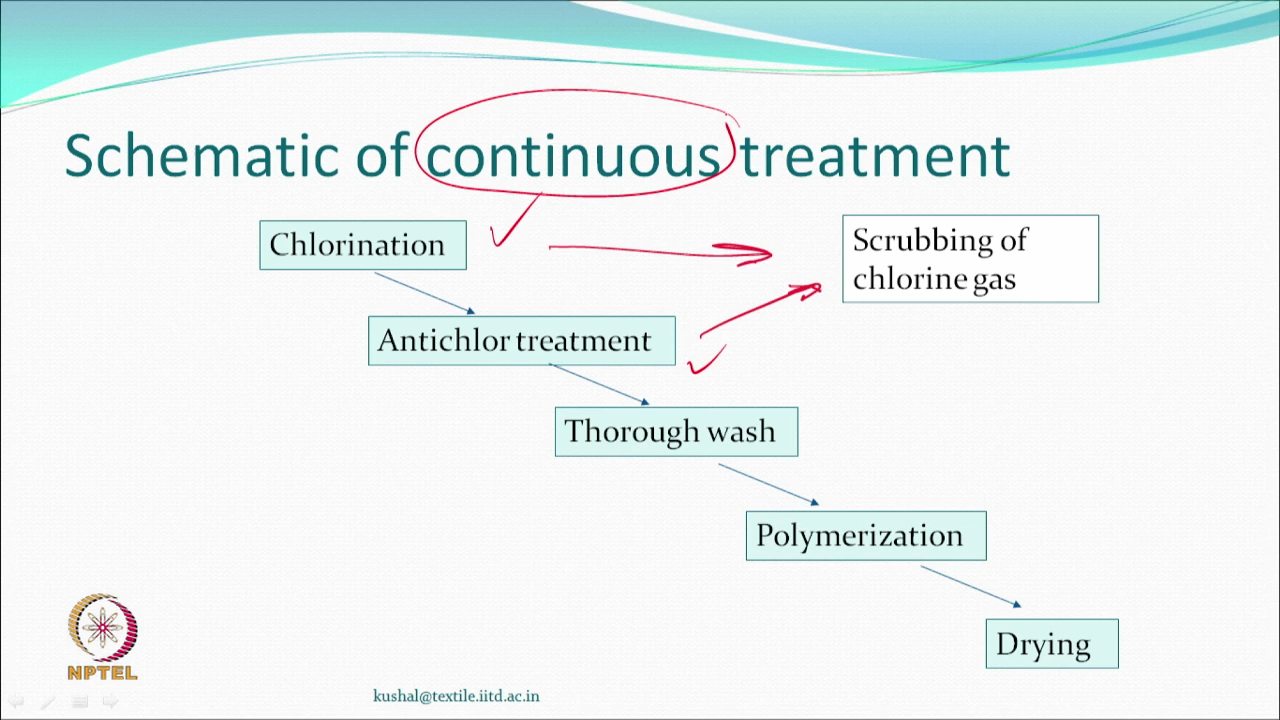 Schematic of continuous treatment
Chlorination
Scrubbing of
chlorine gas
Antichlor treatment
Thorough wash
Polymerization
Drying
NPTEL
kushal@textile.iitd.ac.in